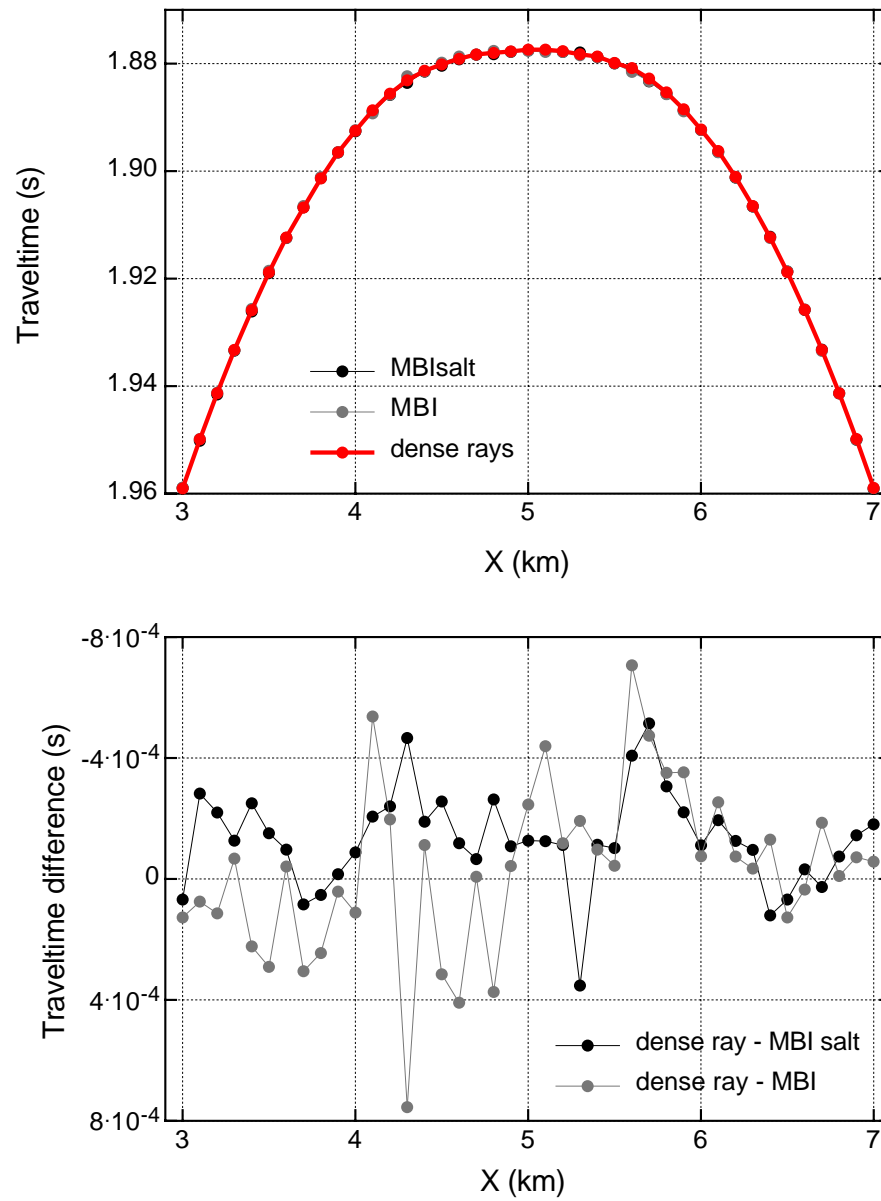 1.88
1.90
1.92
1.94
1.96
Traveltime (s)
MBIsalt
MBI
dense rays
3 4 5 6 7
X (km)
-8·10-4
-4·10-4
0
4·10-4
8·10-4
Traveltime difference (s)
dense ray - MBI salt
dense ray - MBI
3 4 5 6 7
X (km)